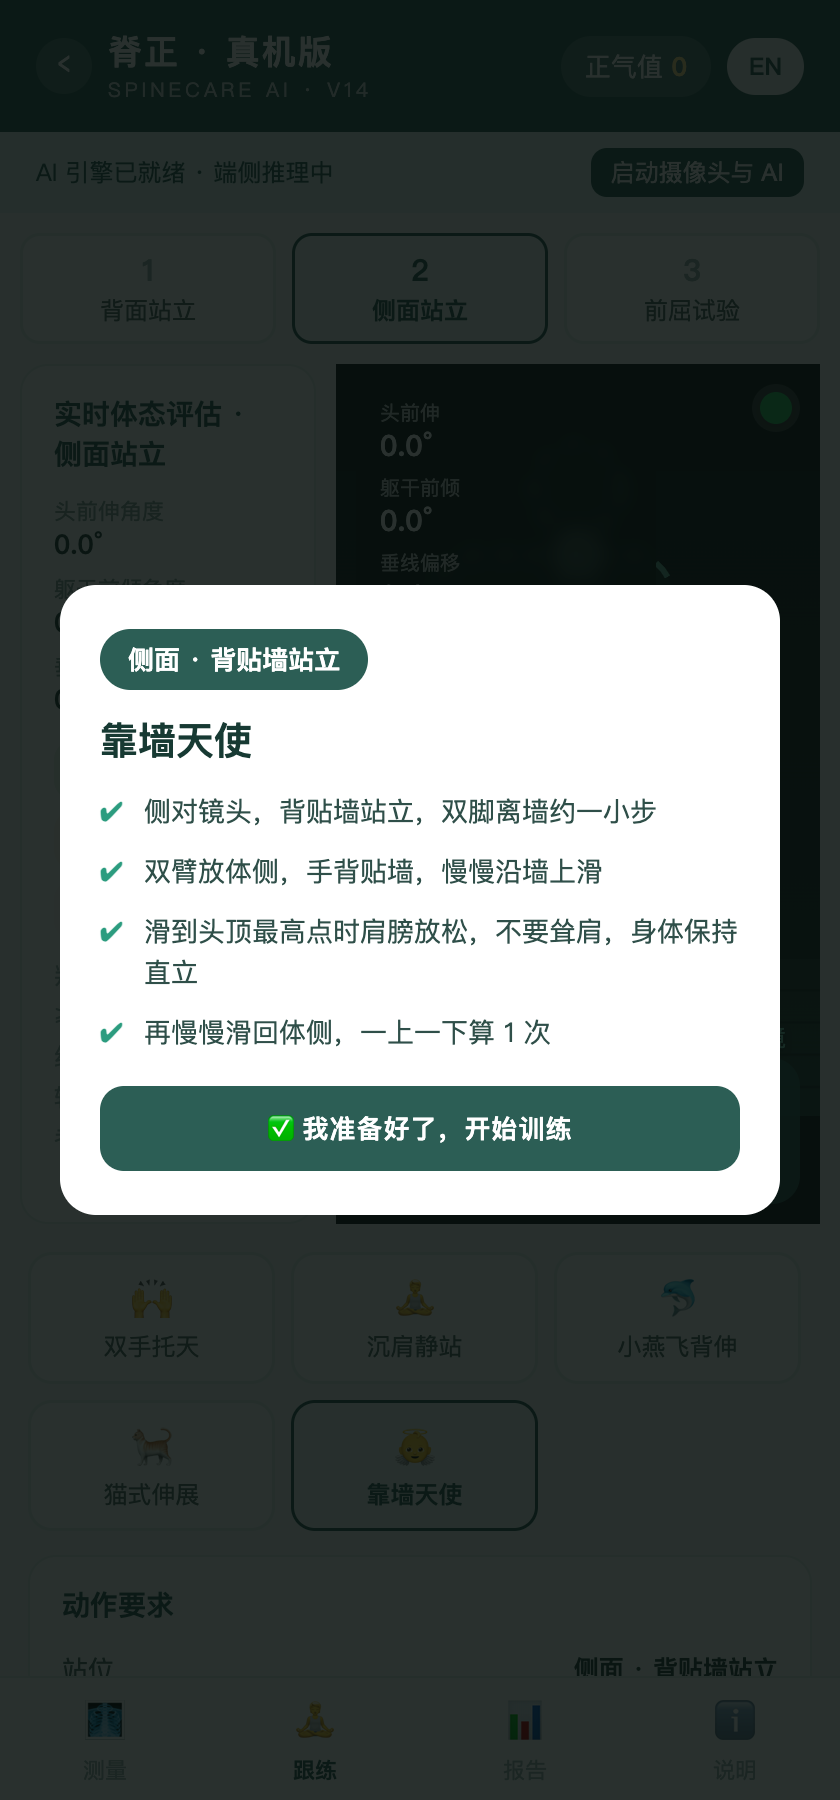 脊正 · 真机版
SPINECARE AI · V14
正气值 0
EN
AI 引擎已就绪 · 端侧推理中
启动摄像头与 AI
1
背面站立
2
侧面站立
3
前屈试验
实时体态评估 ·
侧面站立
头前伸角度
0.0°
头前伸
0.0°
躯干前倾
0.0°
垂线偏移
侧面 · 背贴墙站立
靠墙天使
✔ 侧对镜头，背贴墙站立，双脚离墙约一小步
✔ 双臂放体侧，手背贴墙，慢慢沿墙上滑
✔ 滑到头顶最高点时肩膀放松，不要耸肩，身体保持
直立
✔ 再慢慢滑回体侧，一上一下算 1 次
✅ 我准备好了，开始训练
双手托天
沉肩静站
小燕飞背伸
猫式伸展
靠墙天使
动作要求
站位
侧面 · 背贴墙站立
测量
跟练
报告
说明